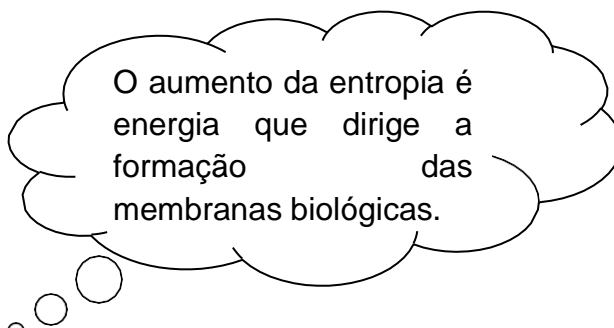 O aumento da entropia é
energia que dirige a
formação das
membranas biológicas.